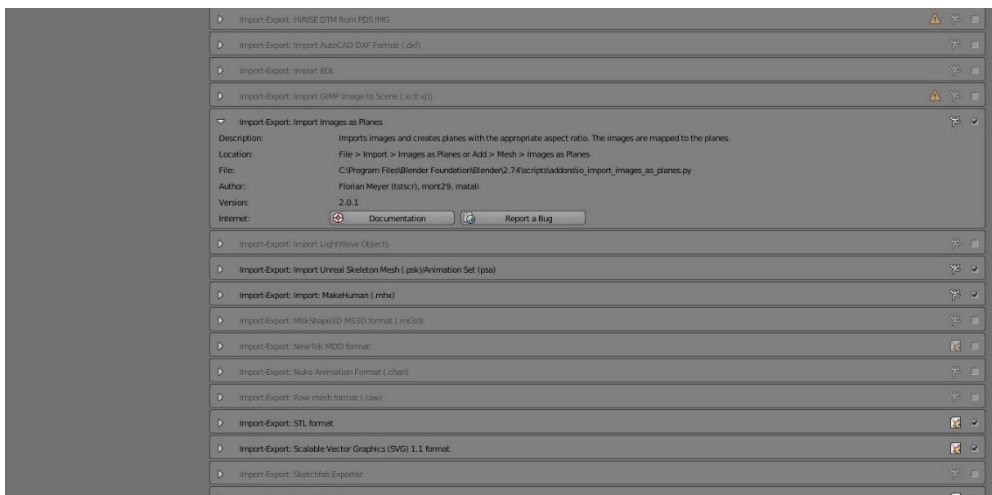 Import-Export: HiRISE DTM from PDS IMG
Import-Export: Import AutoCAD DXF Format (.dxf)
Import-Export: Import EDL
Import-Export: Import GIMP Image to Scene (.xcf/.xjt)
Import-Export: Import Images as Planes
Description: Imports images and creates planes with the appropriate aspect ratio. The images are mapped to the planes.
Location: File > Import > Images as Planes or Add > Mesh > Images as Planes
File: C:\Program Files\Blender Foundation\Blender\2.74\scripts\addons\io_import_images_as_planes.py
Author: Florian Meyer (tstscr), mont29, matali
Version: 2.0.1
Internet: Documentation Report a Bug
Import-Export: Import LightWave Objects
Import-Export: Import Unreal Skeleton Mesh (.psk)/Animation Set (psa)
Import-Export: Import: MakeHuman (.mhx)
Import-Export: MilkShape3D MS3D format (.ms3d)
Import-Export: NewTek MDD format
Import-Export: Nuke Animation Format (.chan)
Import-Export: Raw mesh format (.raw)
Import-Export: STL format
Import-Export: Scalable Vector Graphics (SVG) 1.1 format
Import-Export: Sketchfab Exporter